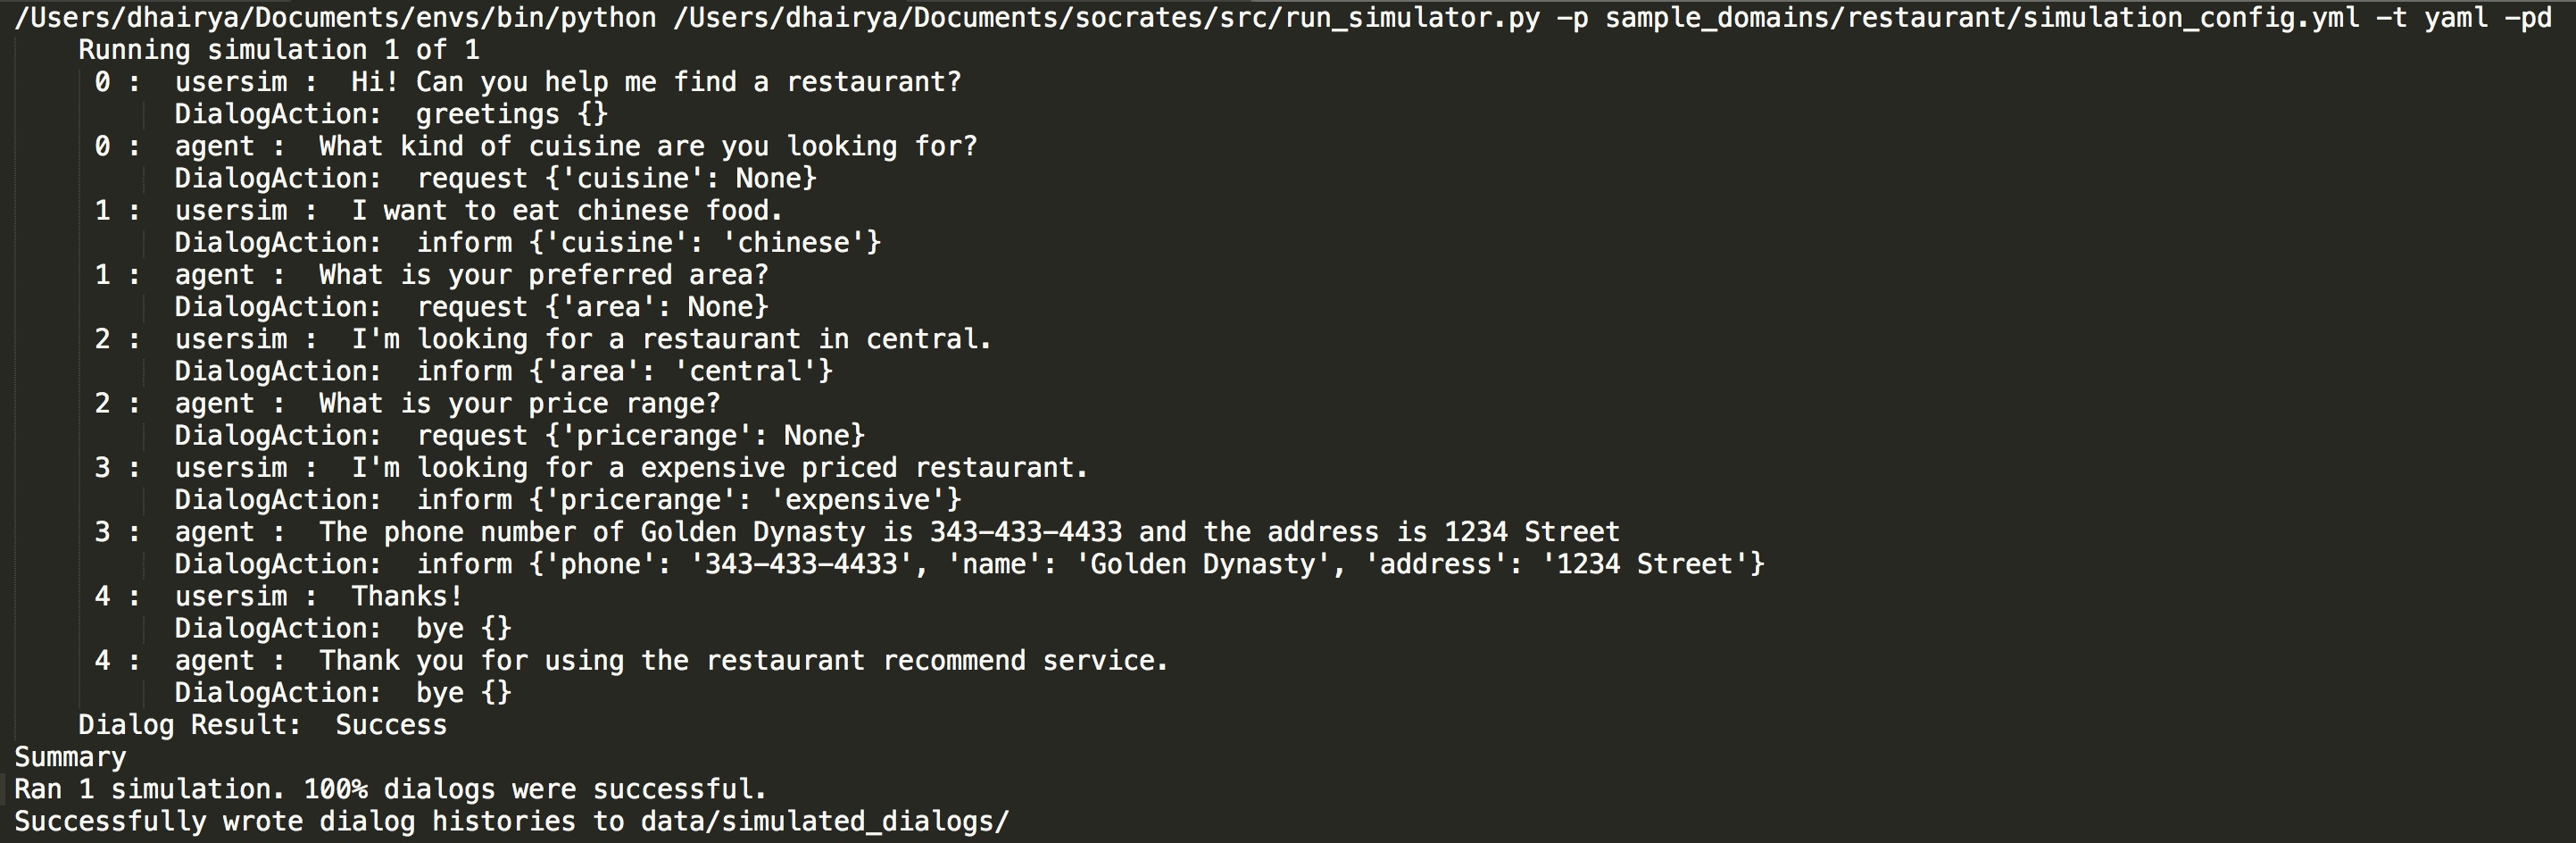 /Users/dhairya/Documents/envs/bin/python /Users/dhairya/Documents/socrates/src/run_simulator.py -p sample_domains/restaurant/simulation_config.yml -t yaml -pd
Running simulation 1 of 1
0 : usersim : Hi! Can you help me find a restaurant?
DialogAction: greetings {}
0 : agent : What kind of cuisine are you looking for?
DialogAction: request {'cuisine': None}
1 : usersim : I want to eat chinese food.
DialogAction: inform {'cuisine': 'chinese'}
1 : agent : What is your preferred area?
DialogAction: request {'area': None}
2 : usersim : I'm looking for a restaurant in central.
DialogAction: inform {'area': 'central'}
2 : agent : What is your price range?
DialogAction: request {'pricerange': None}
3 : usersim : I'm looking for a expensive priced restaurant.
DialogAction: inform {'pricerange': 'expensive'}
3 : agent : The phone number of Golden Dynasty is 343-433-4433 and the address is 1234 Street
DialogAction: inform {'phone': '343-433-4433', 'name': 'Golden Dynasty', 'address': '1234 Street'}
4 : usersim : Thanks!
DialogAction: bye {}
4 : agent : Thank you for using the restaurant recommend service.
DialogAction: bye {}
Dialog Result: Success
Summary
Ran 1 simulation. 100% dialogs were successful.
Successfully wrote dialog histories to data/simulated_dialogs/